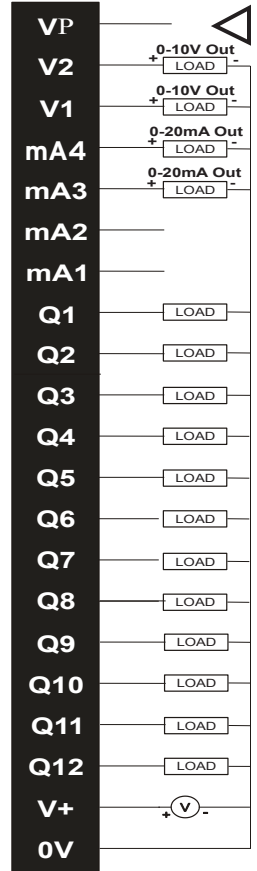 VP
V2 + 0-10V Out LOAD -
V1 + 0-10V Out LOAD -
mA4 + 0-20mA Out LOAD -
mA3 + 0-20mA Out LOAD -
mA2
mA1
Q1 LOAD
Q2 LOAD
Q3 LOAD
Q4 LOAD
Q5 LOAD
Q6 LOAD
Q7 LOAD
Q8 LOAD
Q9 LOAD
Q10 LOAD
Q11 LOAD
Q12 LOAD
V+ + V -
0V